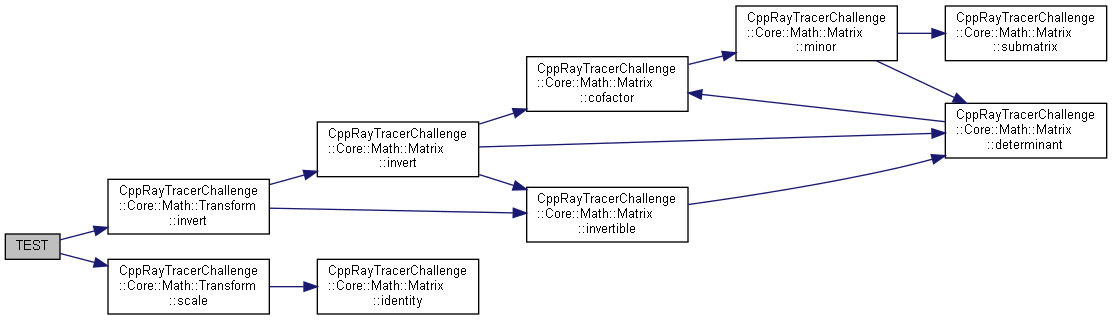 CppRayTracerChallenge
::Core::Math::Matrix
::minor
CppRayTracerChallenge
::Core::Math::Matrix
::submatrix
CppRayTracerChallenge
::Core::Math::Matrix
::cofactor
CppRayTracerChallenge
::Core::Math::Matrix
::determinant
CppRayTracerChallenge
::Core::Math::Matrix
::invert
CppRayTracerChallenge
::Core::Math::Transform
::invert
CppRayTracerChallenge
::Core::Math::Matrix
::invertible
TEST
CppRayTracerChallenge
::Core::Math::Transform
::scale
CppRayTracerChallenge
::Core::Math::Matrix
::identity